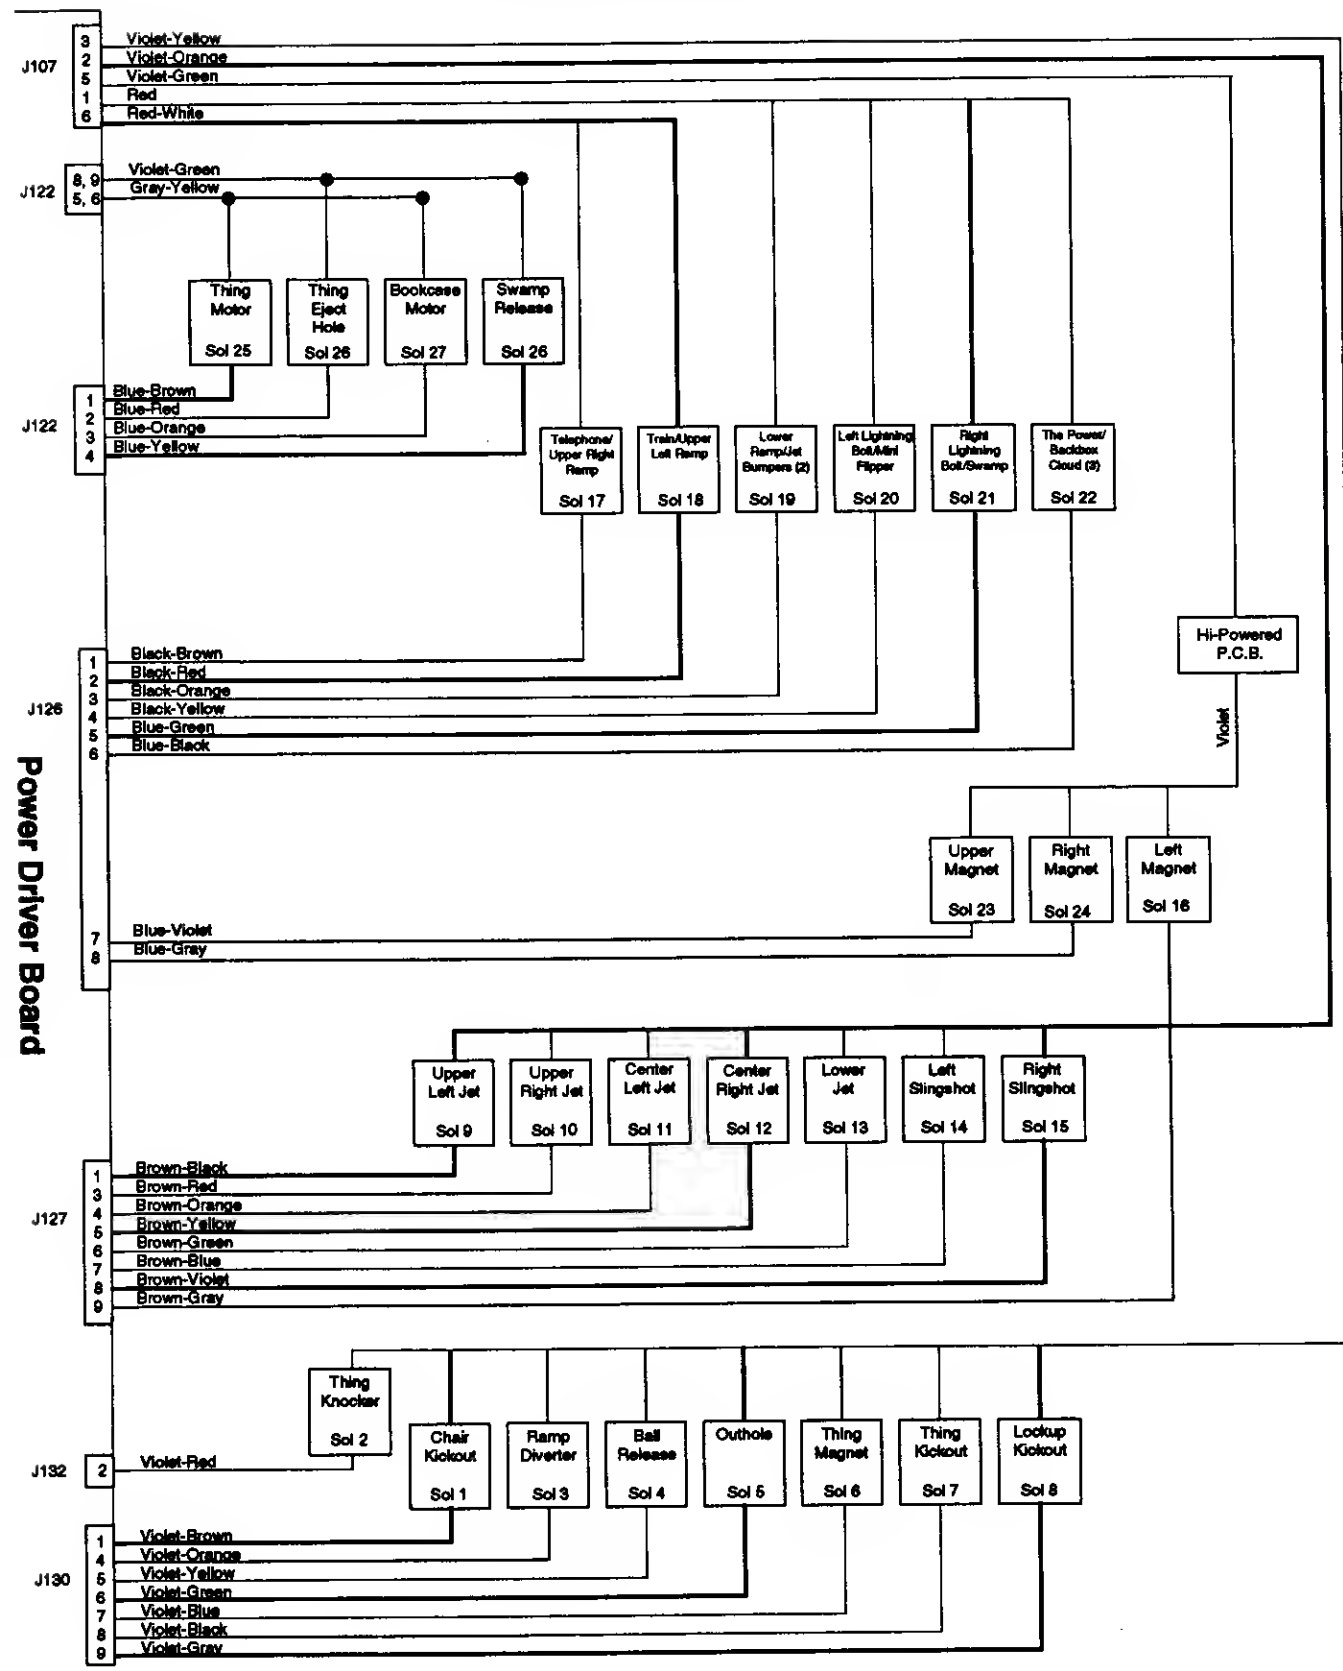 J107
3 Violet-Yellow
2 Violet-Orange
5 Violet-Green
1 Red
6 Red-White
J122
8, 9 Violet-Green
5, 6 Gray-Yellow
Thing
Motor
Sol 25
Thing
Eject
Hole
Sol 26
Bookcase
Motor
Sol 27
Swamp
Release
Sol 26
J122
1 Blue-Brown
2 Blue-Red
3 Blue-Orange
4 Blue-Yellow
Telephone/
Upper Right
Ramp
Sol 17
Train/Upper
Left Ramp
Sol 18
Lower
Ramp/Jet
Bumpers (2)
Sol 19
Left Lightning
Bolt/Mini
Flipper
Sol 20
Right
Lightning
Bolt/Swamp
Sol 21
The Power/
Backbox
Cloud (3)
Sol 22
Hi-Powered
P.C.B.
Violet
J126
1 Black-Brown
2 Black-Red
3 Black-Orange
4 Black-Yellow
5 Blue-Green
6 Blue-Black
Power Driver Board
Upper
Magnet
Sol 23
Right
Magnet
Sol 24
Left
Magnet
Sol 16
7 Blue-Violet
8 Blue-Gray
Upper
Left Jet
Sol 9
Upper
Right Jet
Sol 10
Center
Left Jet
Sol 11
Center
Right Jet
Sol 12
Lower
Jet
Sol 13
Left
Slingshot
Sol 14
Right
Slingshot
Sol 15
J127
1 Brown-Black
3 Brown-Red
4 Brown-Orange
5 Brown-Yellow
6 Brown-Green
7 Brown-Blue
8 Brown-Violet
9 Brown-Gray
Thing
Knocker
Sol 2
Chair
Kickout
Sol 1
Ramp
Diverter
Sol 3
Ball
Release
Sol 4
Outhole
Sol 5
Thing
Magnet
Sol 6
Thing
Kickout
Sol 7
Lockup
Kickout
Sol 8
J132
2 Violet-Red
J130
1 Violet-Brown
4 Violet-Orange
5 Violet-Yellow
6 Violet-Green
7 Violet-Blue
8 Violet-Black
9 Violet-Gray